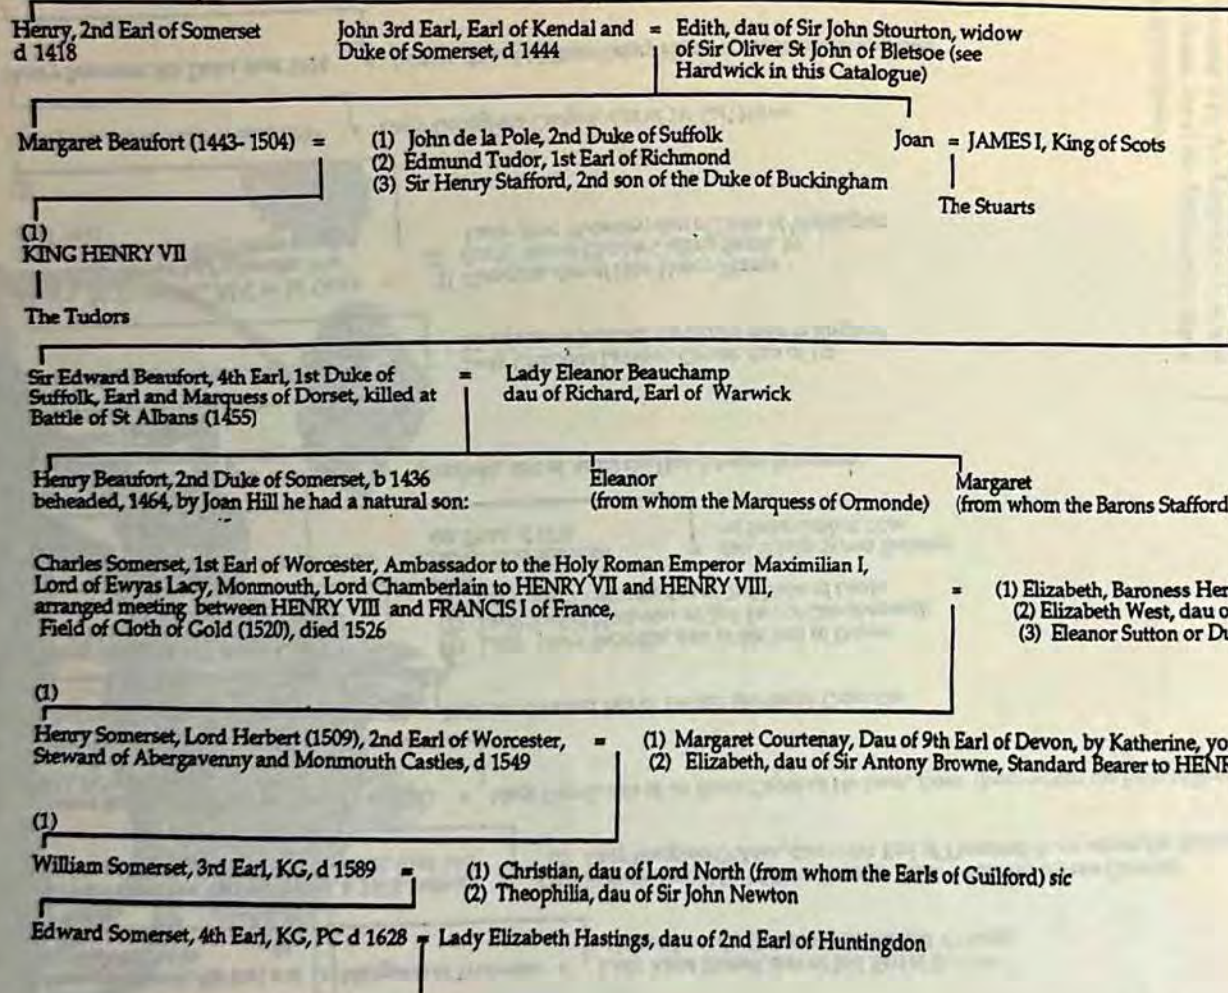 Henry, 2nd Earl of Somerset
d 1418
John 3rd Earl, Earl of Kendal and
Duke of Somerset, d 1444
=
Edith, dau of Sir John Stourton, widow
of Sir Oliver St John of Bletsoe (see
Hardwick in this Catalogue)
Margaret Beaufort (1443- 1504) =
(1) John de la Pole, 2nd Duke of Suffolk
(2) Edmund Tudor, 1st Earl of Richmond
(3) Sir Henry Stafford, 2nd son of the Duke of Buckingham
Joan = JAMES I, King of Scots
The Stuarts
(1)
KING HENRY VII
The Tudors
Sir Edward Beaufort, 4th Earl, 1st Duke of
Suffolk, Earl and Marquess of Dorset, killed at
Battle of St Albans (1455)
=
Lady Eleanor Beauchamp
dau of Richard, Earl of Warwick
Henry Beaufort, 2nd Duke of Somerset, b 1436
beheaded, 1464, by Joan Hill he had a natural son:
Eleanor
(from whom the Marquess of Ormonde)
Margaret
(from whom the Barons Stafford
Charles Somerset, 1st Earl of Worcester, Ambassador to the Holy Roman Emperor Maximilian I,
Lord of Ewyas Lacy, Monmouth, Lord Chamberlain to HENRY VII and HENRY VIII,
arranged meeting between HENRY VIII and FRANCIS I of France,
Field of Cloth of Gold (1520), died 1526
=
(1) Elizabeth, Baroness Her
(2) Elizabeth West, dau o
(3) Eleanor Sutton or Du
(1)
Henry Somerset, Lord Herbert (1509), 2nd Earl of Worcester,
Steward of Abergavenny and Monmouth Castles, d 1549
=
(1) Margaret Courtenay, Dau of 9th Earl of Devon, by Katherine, yo
(2) Elizabeth, dau of Sir Antony Browne, Standard Bearer to HENR
(1)
William Somerset, 3rd Earl, KG, d 1589 =
(1) Christian, dau of Lord North (from whom the Earls of Guilford) sic
(2) Theophilia, dau of Sir John Newton
Edward Somerset, 4th Earl, KG, PC d 1628 = Lady Elizabeth Hastings, dau of 2nd Earl of Huntingdon